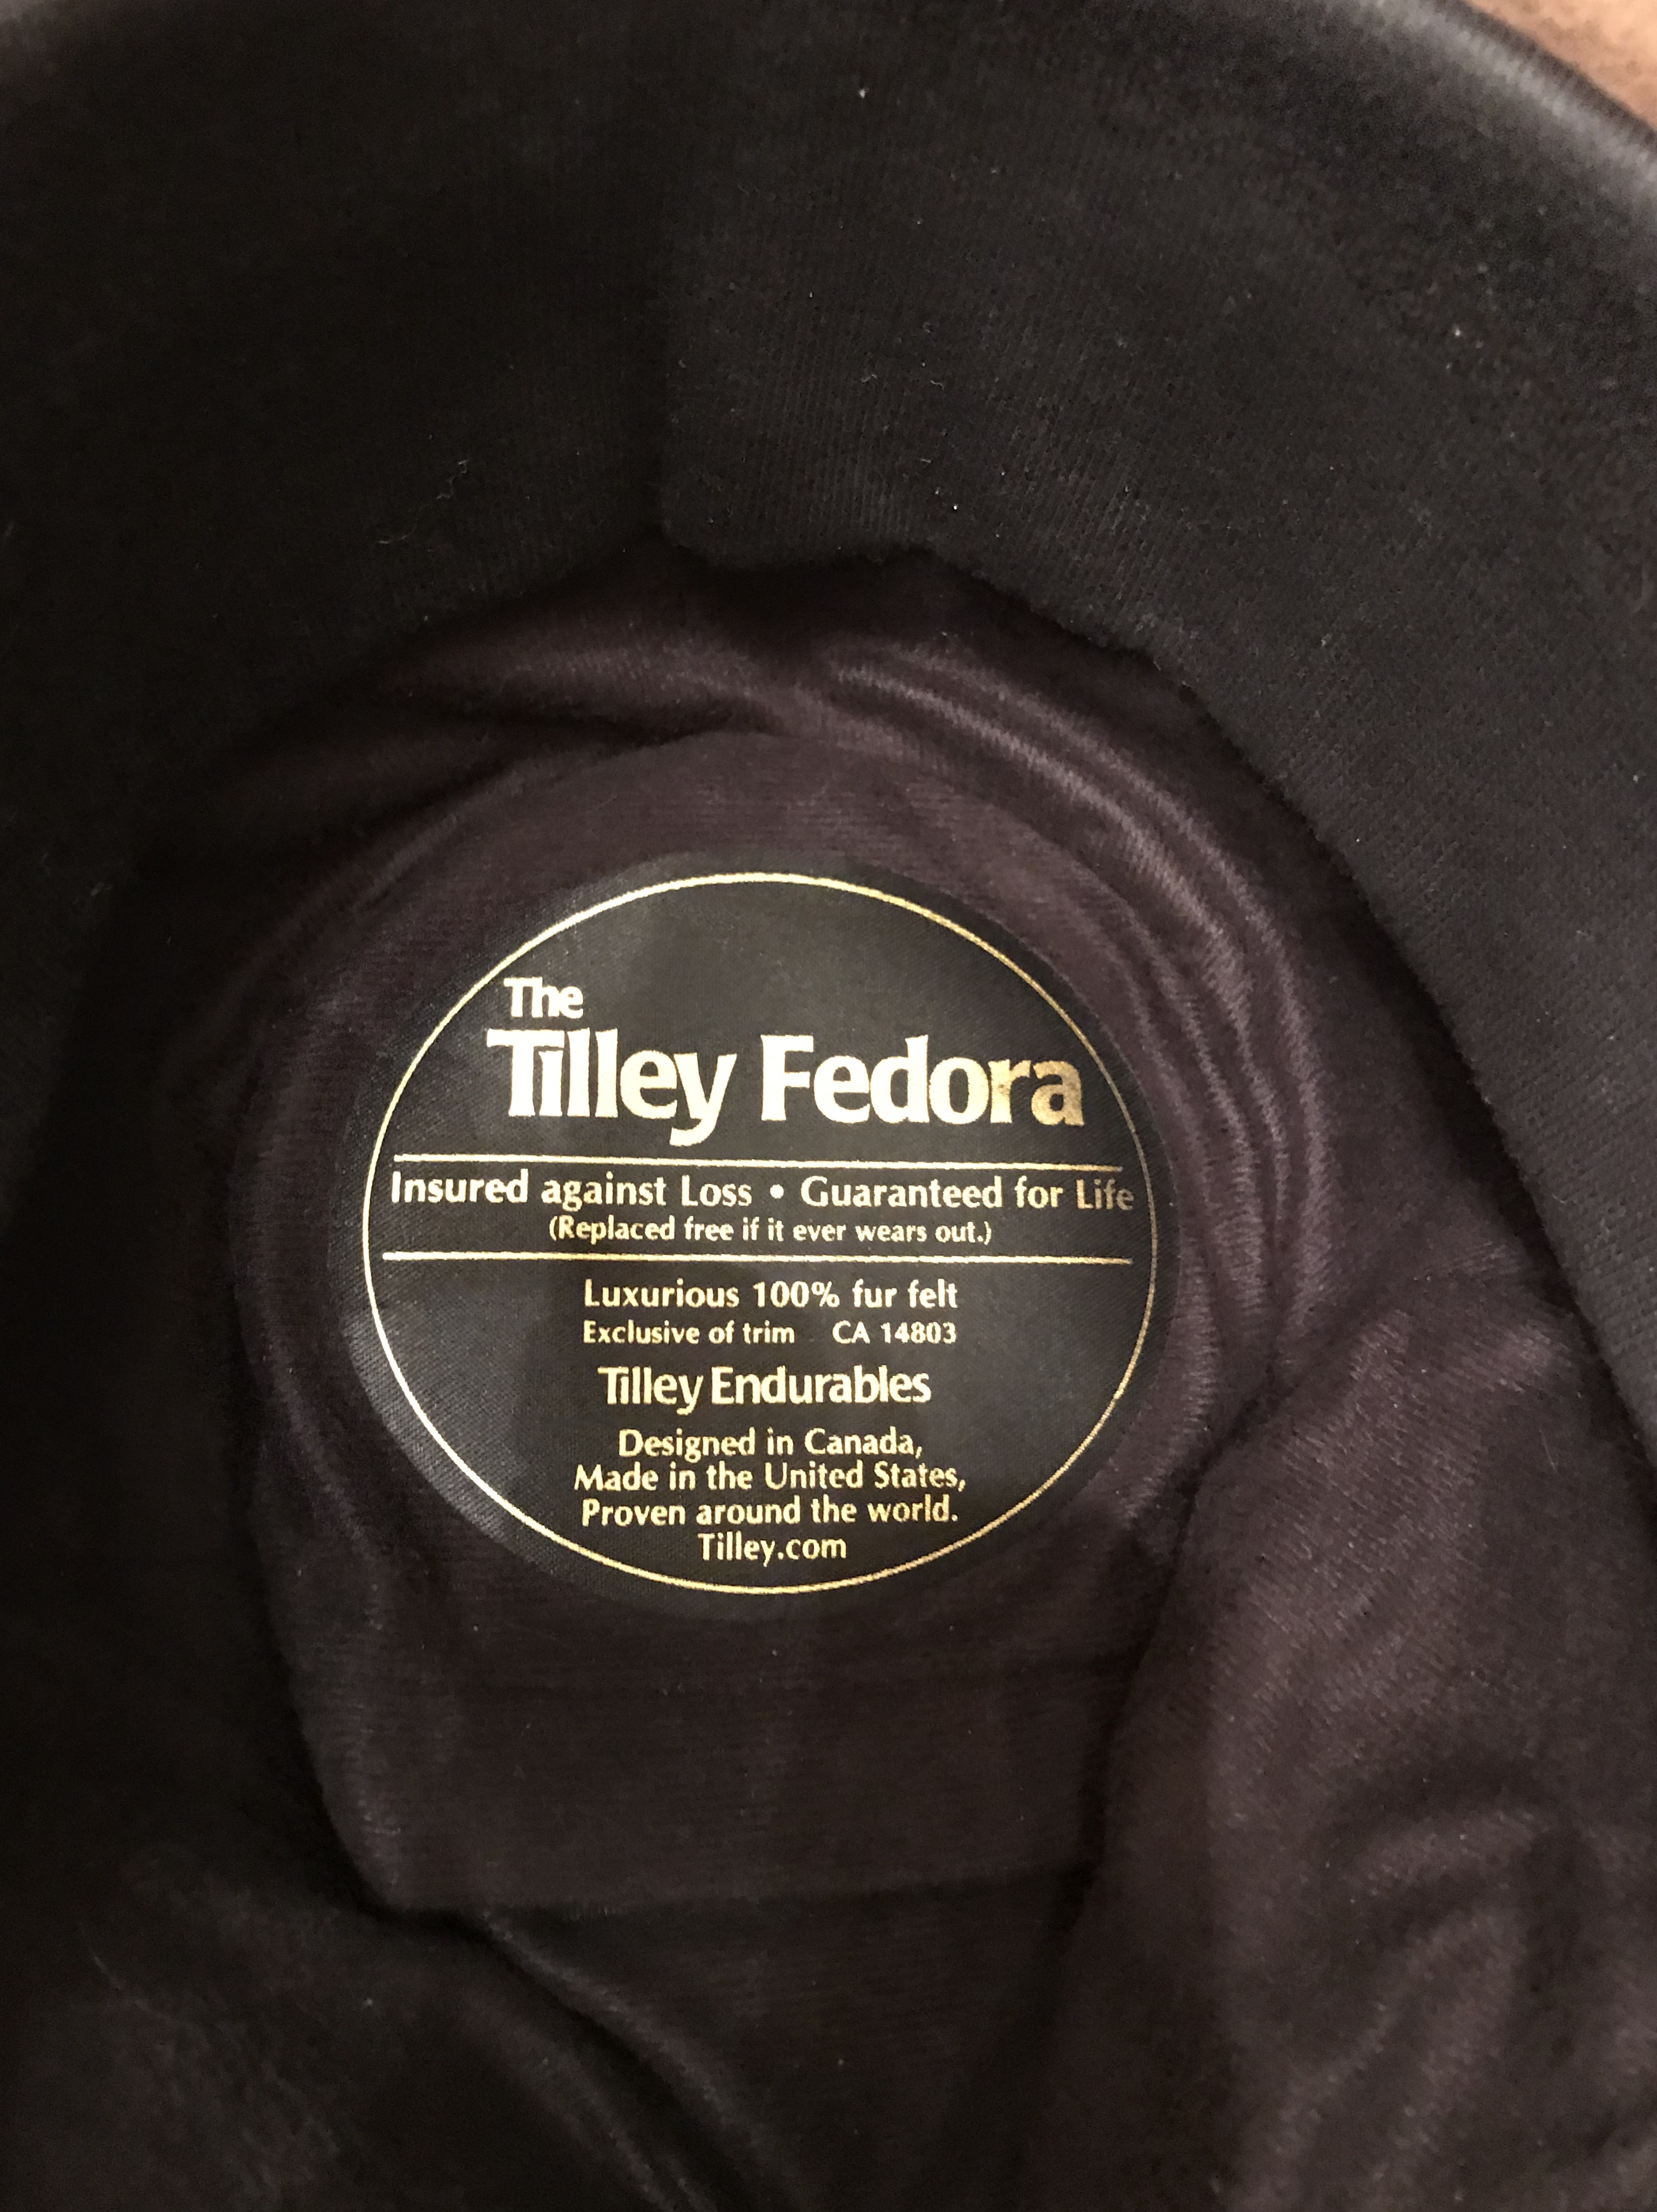 The
Tilley Fedora
Insured against Loss • Guaranteed for Life
(Replaced free if it ever wears out.)
Luxurious 100% fur felt
Exclusive of trim CA 14803
Tilley Endurables
Designed in Canada,
Made in the United States,
Proven around the world.
Tilley.com